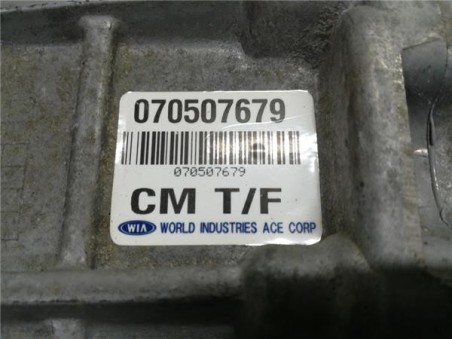 070507679
070507679
CM T/F
WIA WORLD INDUSTRIES ACE CORP